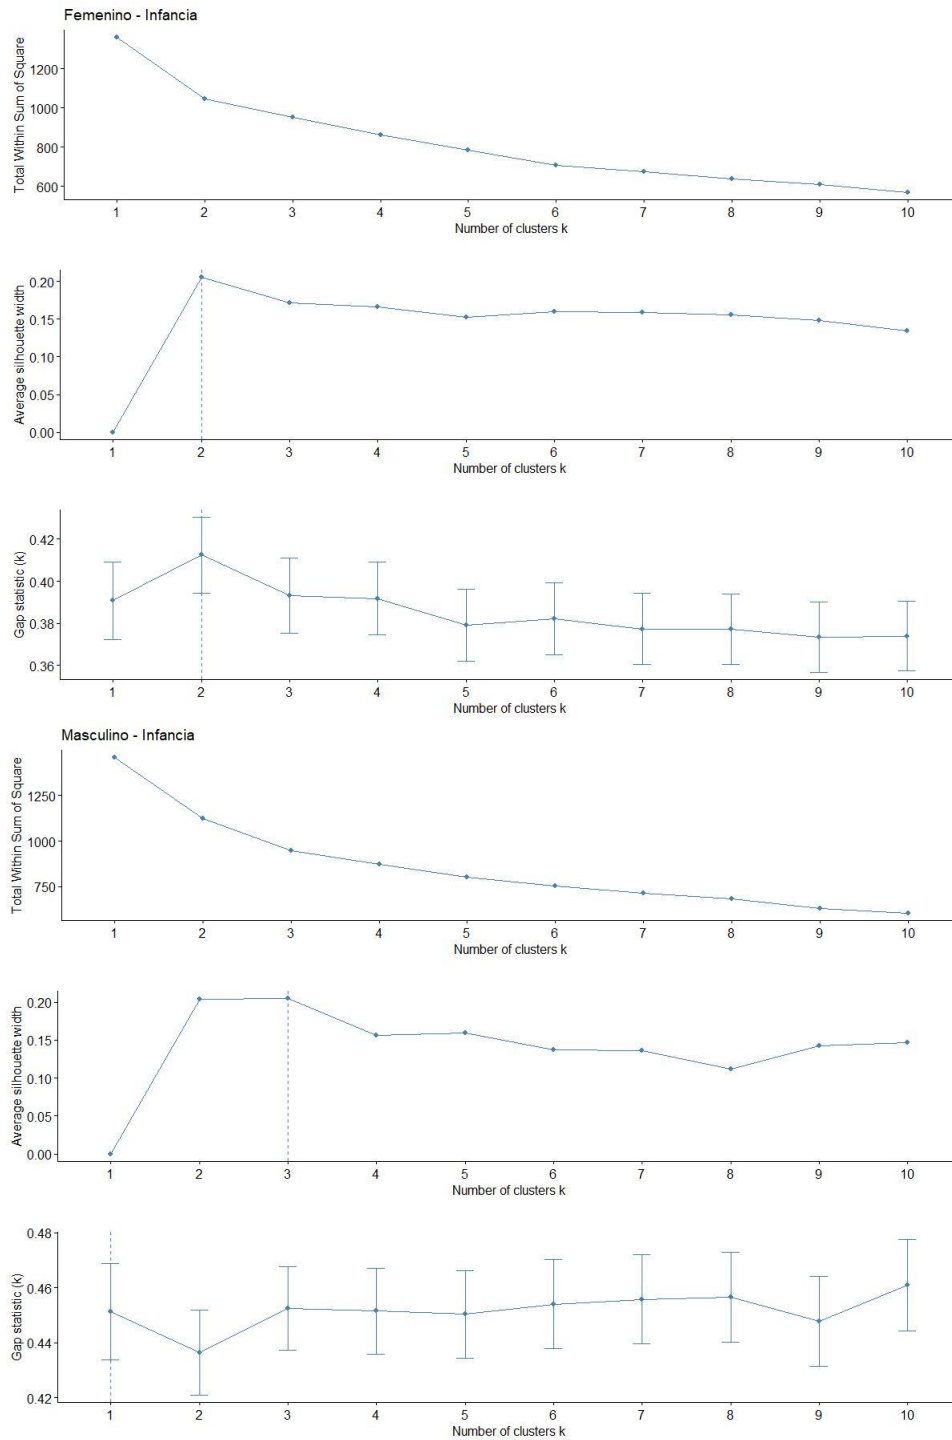 Femenino - Infancia
Total Within Sum of Square
1200
1000
800
600
1 2 3 4 5 6 7 8 9 10
Number of clusters k
Average silhouette width
0.20
0.15
0.10
0.05
0.00
1 2 3 4 5 6 7 8 9 10
Number of clusters k
Gap statistic (k)
0.42
0.40
0.38
0.36
1 2 3 4 5 6 7 8 9 10
Number of clusters k
Masculino - Infancia
Total Within Sum of Square
1250
1000
750
1 2 3 4 5 6 7 8 9 10
Number of clusters k
Average silhouette width
0.20
0.15
0.10
0.05
0.00
1 2 3 4 5 6 7 8 9 10
Number of clusters k
Gap statistic (k)
0.48
0.46
0.44
0.42
1 2 3 4 5 6 7 8 9 10
Number of clusters k